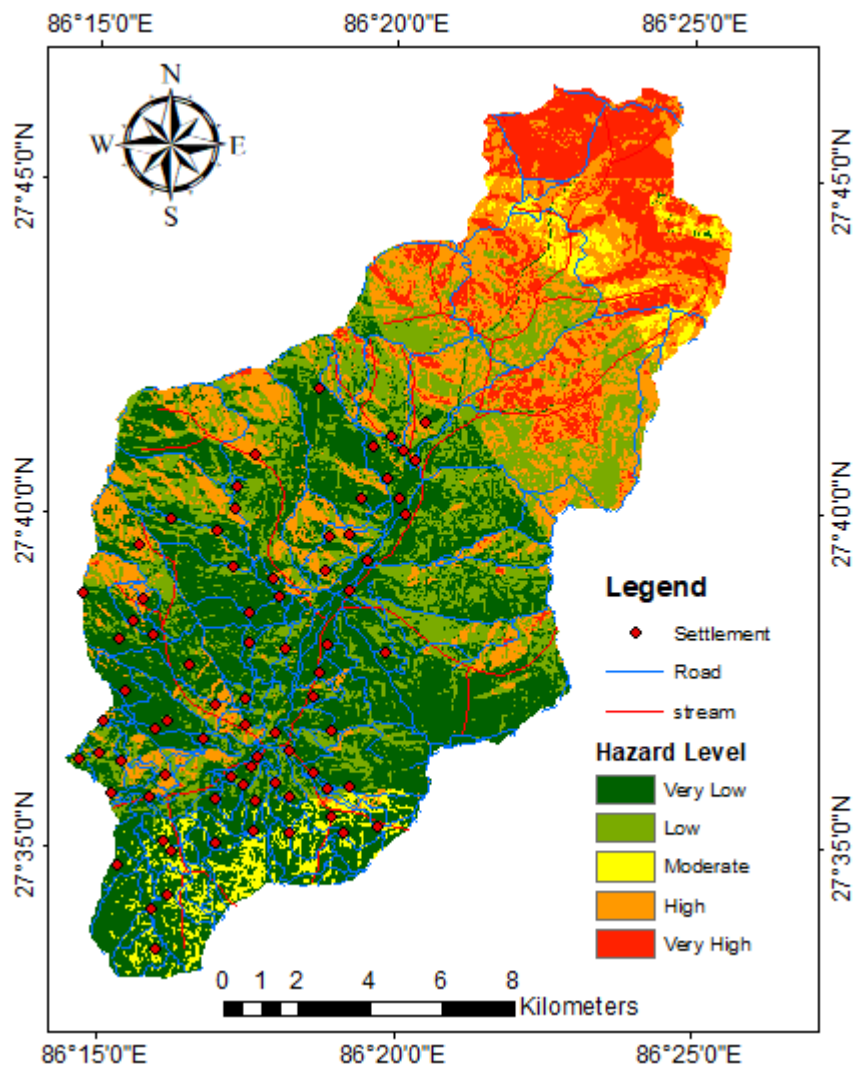 86°15'0"E 86°20'0"E 86°25'0"E
N
W E
S
27°45'0"N 27°45'0"N
27°40'0"N 27°40'0"N
Legend
Settlement
Road
stream
Hazard Level
Very Low
Low
Moderate
High
Very High
27°35'0"N 27°35'0"N
0 1 2 4 6 8
Kilometers
86°15'0"E 86°20'0"E 86°25'0"E